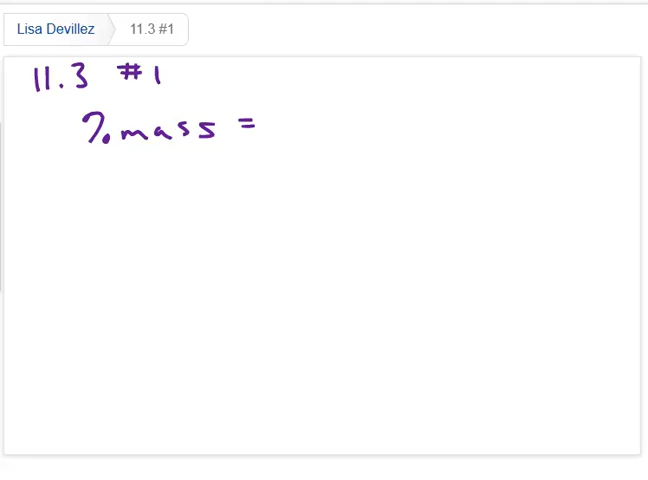 Lisa Devillez 11.3 #1
11.3 #1
% mass =